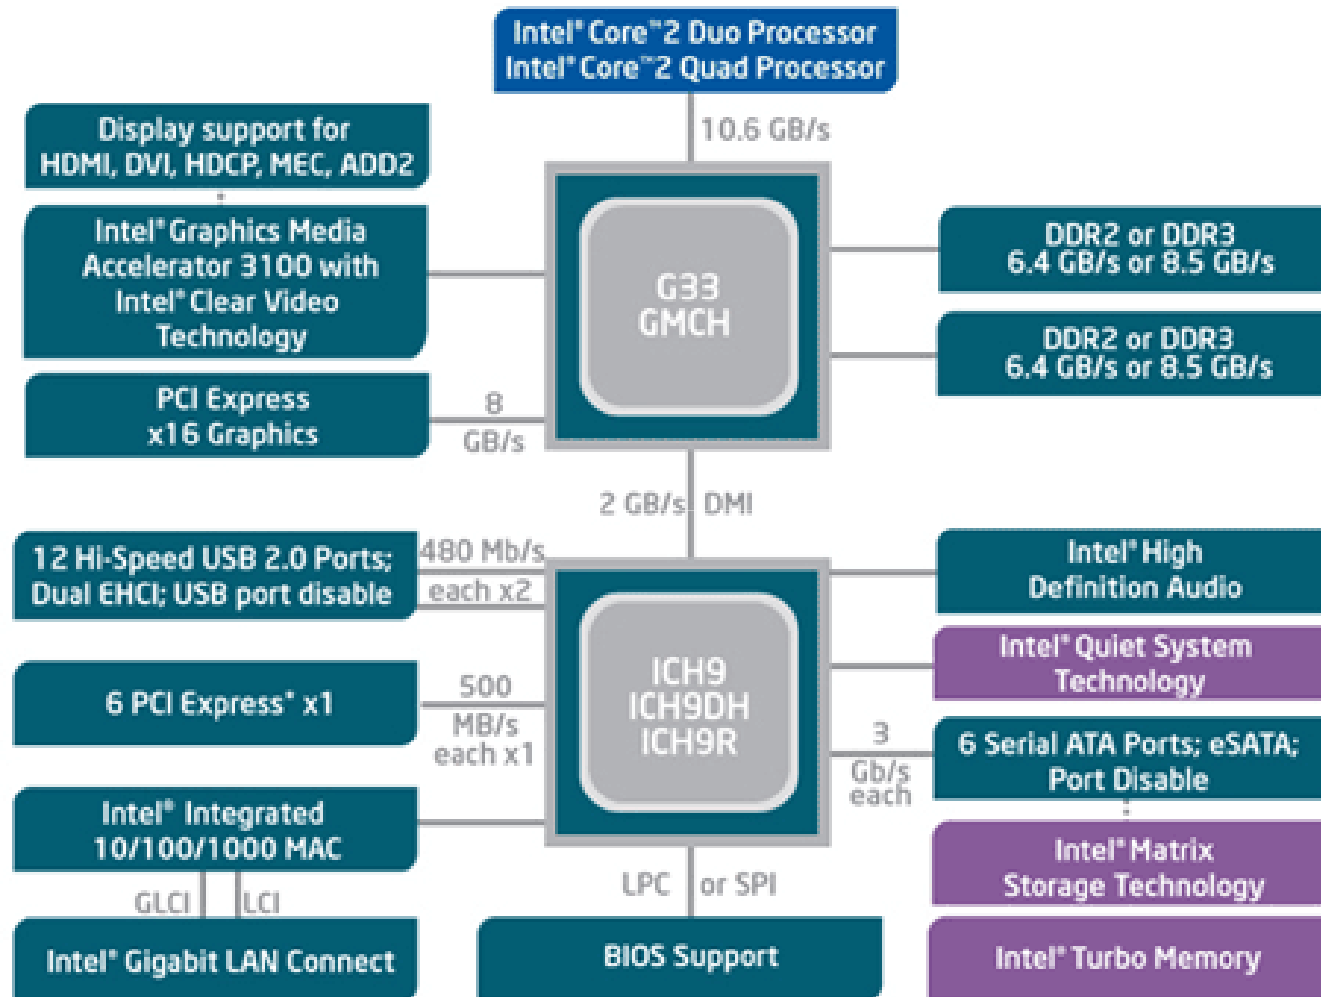 Intel® Core™2 Duo Processor
Intel® Core™2 Quad Processor
10.6 GB/s
Display support for
HDMI, DVI, HDCP, MEC, ADD2
Intel® Graphics Media
Accelerator 3100 with
Intel® Clear Video
Technology
PCI Express
x16 Graphics
8
GB/s
G33
GMCH
DDR2 or DDR3
6.4 GB/s or 8.5 GB/s
DDR2 or DDR3
6.4 GB/s or 8.5 GB/s
2 GB/s DMI
12 Hi-Speed USB 2.0 Ports;
Dual EHCI; USB port disable
480 Mb/s
each x2
6 PCI Express* x1
500
MB/s
each x1
Intel® Integrated
10/100/1000 MAC
GLCI LCI
Intel® Gigabit LAN Connect
ICH9
ICH9DH
ICH9R
LPC or SPI
BIOS Support
Intel® High
Definition Audio
Intel® Quiet System
Technology
3
Gb/s
each
6 Serial ATA Ports; eSATA;
Port Disable
Intel® Matrix
Storage Technology
Intel® Turbo Memory